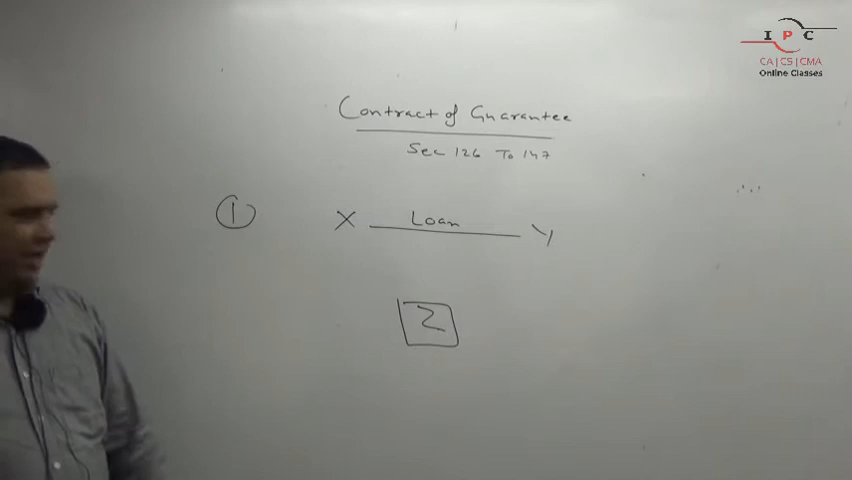 I P C
CA|CS|CMA
Online Classes
Contract of Guarantee
Sec 126 To 147
1 X Loan Y
Z